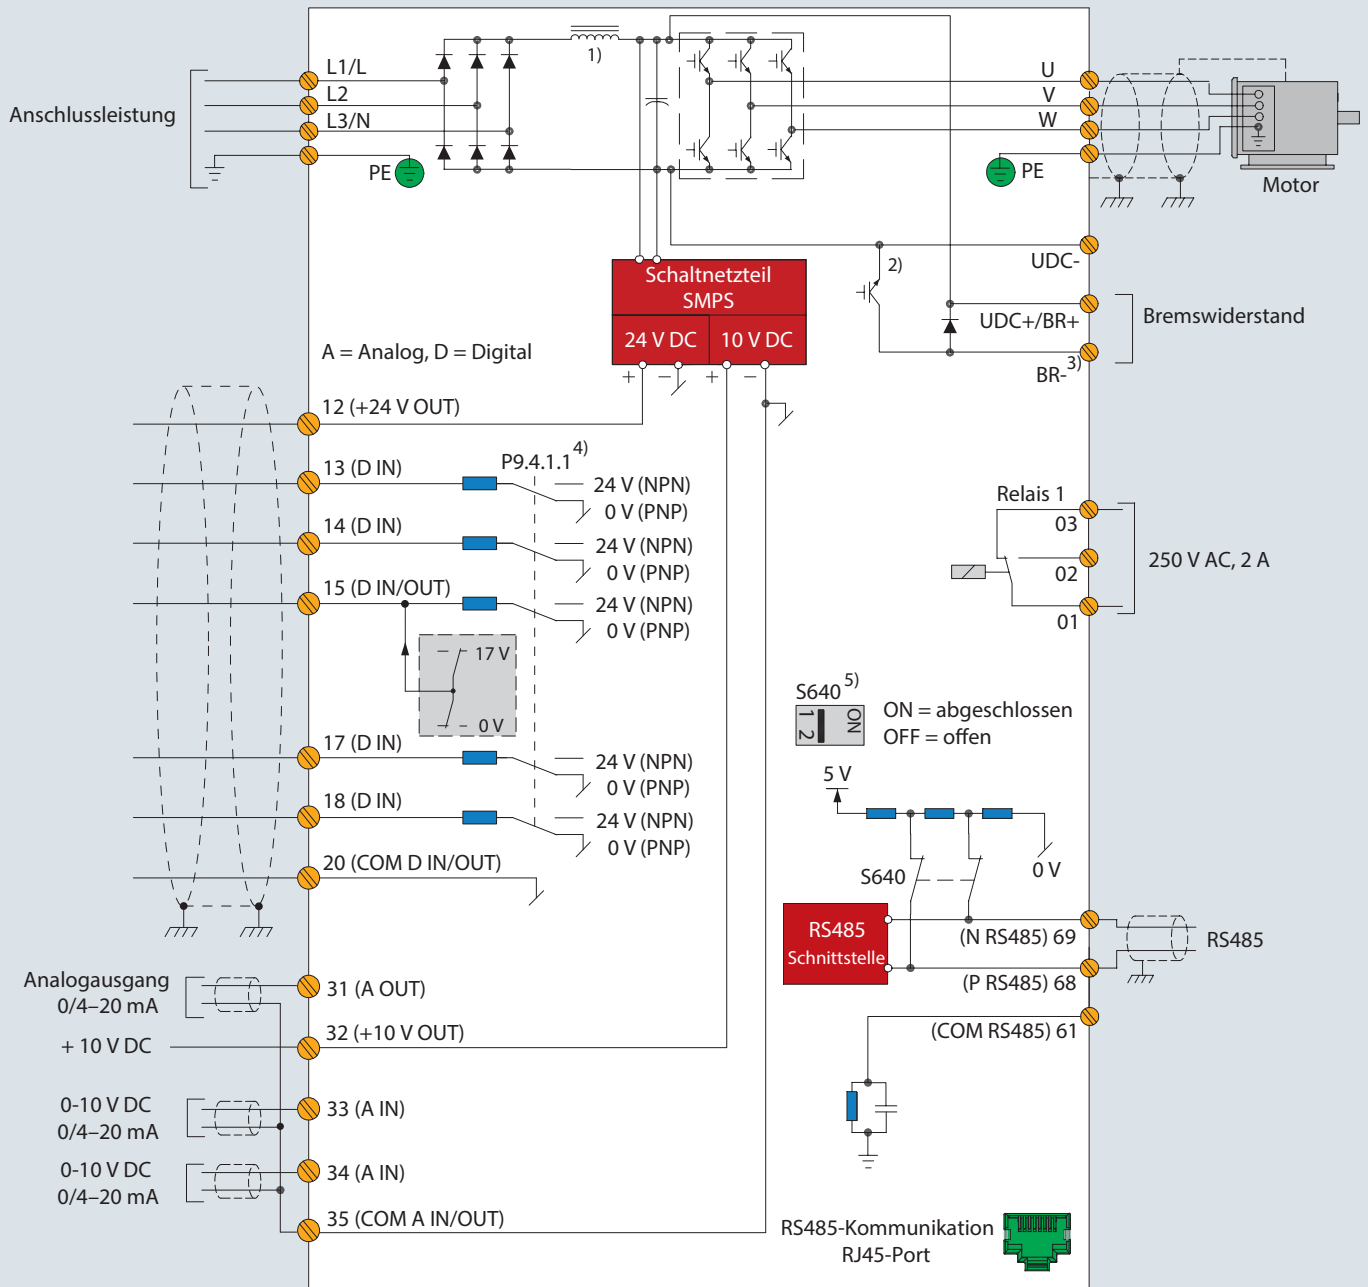 Anschlussleistung
L1/L
L2
L3/N
PE
1)
U
V
W
PE
Motor
UDC-
2)
UDC+/BR+
BR-3)
Bremswiderstand
Schaltnetzteil
SMPS
24 V DC
10 V DC
+
–
+
–
A = Analog, D = Digital
12 (+24 V OUT)
13 (D IN)
P9.4.1.1 4)
24 V (NPN)
0 V (PNP)
14 (D IN)
24 V (NPN)
0 V (PNP)
15 (D IN/OUT)
24 V (NPN)
0 V (PNP)
17 V
0 V
17 (D IN)
24 V (NPN)
0 V (PNP)
18 (D IN)
24 V (NPN)
0 V (PNP)
20 (COM D IN/OUT)
Relais 1
03
02
01
250 V AC, 2 A
S640 5)
1 2
ON
ON = abgeschlossen
OFF = offen
5 V
0 V
S640
RS485
Schnittstelle
(N RS485) 69
(P RS485) 68
RS485
(COM RS485) 61
Analogausgang
0/4–20 mA
31 (A OUT)
+ 10 V DC
32 (+10 V OUT)
0-10 V DC
0/4–20 mA
33 (A IN)
0-10 V DC
0/4–20 mA
34 (A IN)
35 (COM A IN/OUT)
RS485-Kommunikation
RJ45-Port